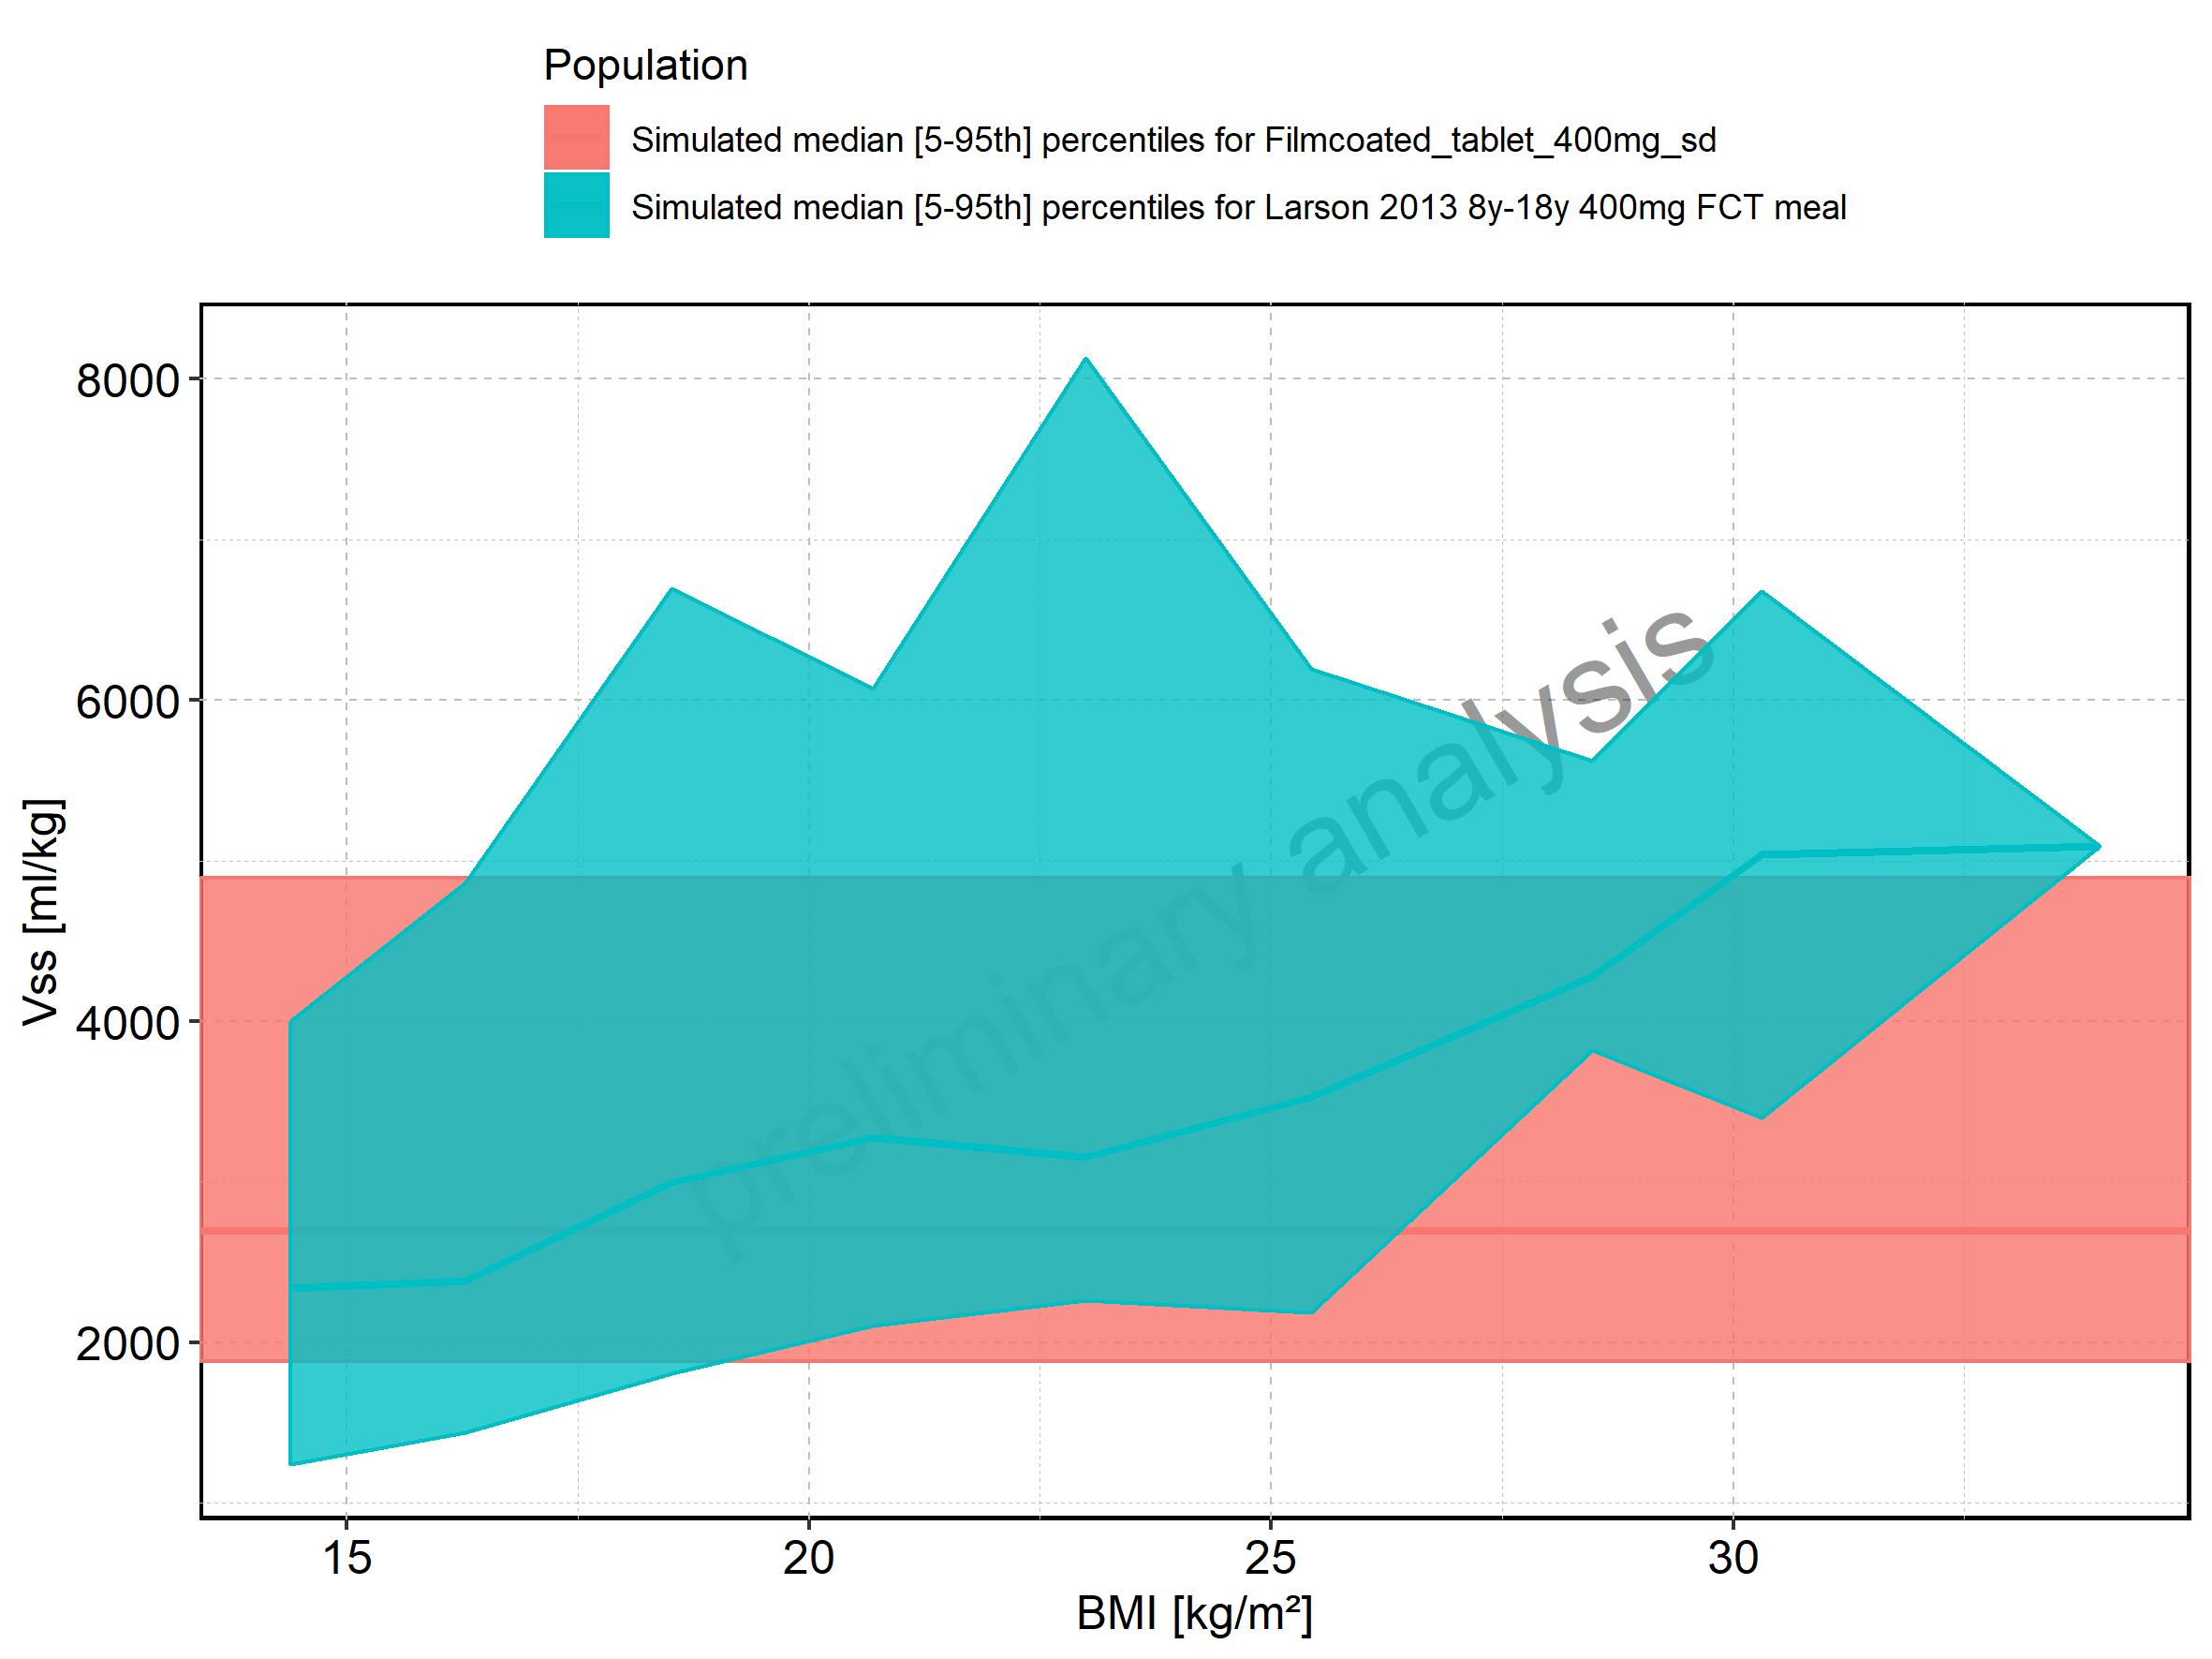 Population
Simulated median [5-95th] percentiles for Filmcoated_tablet_400mg_sd
Simulated median [5-95th] percentiles for Larson 2013 8y-18y 400mg FCT meal
8000
6000
4000
2000
Vss [ml/kg]
preliminary analysis
15 20 25 30
BMI [kg/m²]